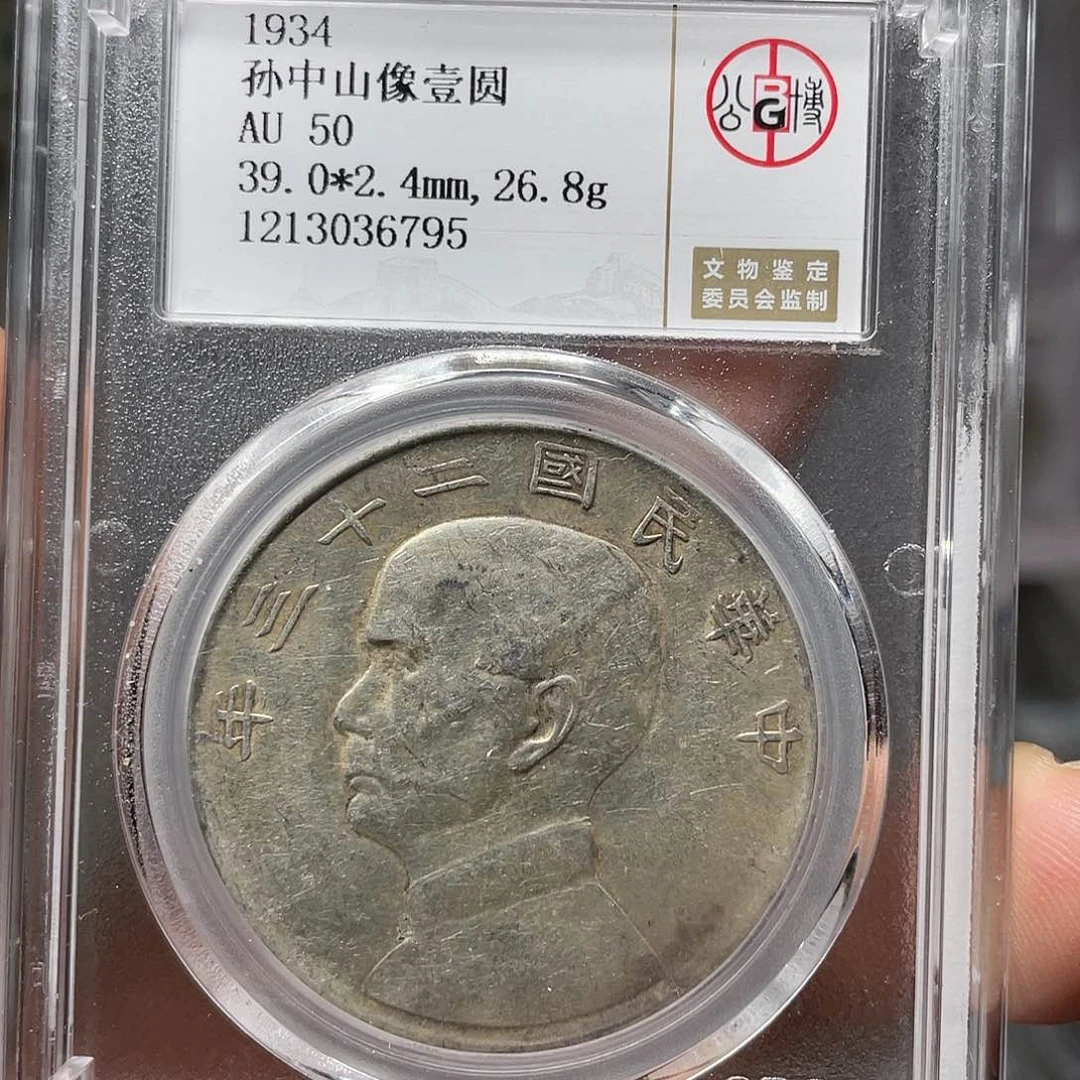 1934
孙中山像壹圆
AU 50
39.0*2.4mm, 26.8g
1213036795
公 BG 博
文物鉴定
委员会监制
中華民國二十三年